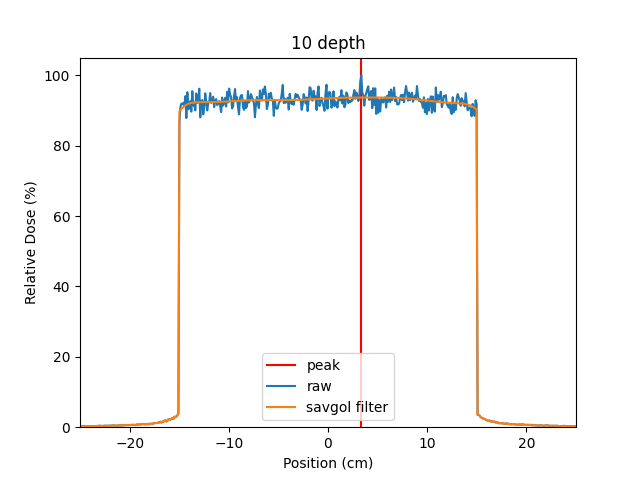 10 depth
100
80
60
40
20
0
Relative Dose (%)
peak
raw
savgol filter
−20
−10
0
10
20
Position (cm)